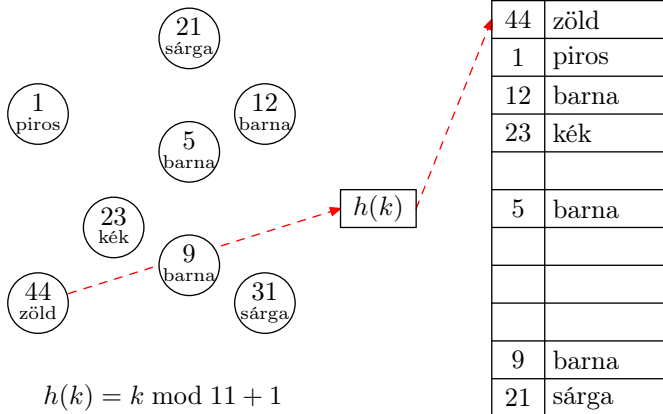 21
sárga
1
piros
12
barna
5
barna
23
kék
9
barna
44
zöld
31
sárga
h(k)
h(k) = k mod 11 + 1
44 zöld
1 piros
12 barna
23 kék
5 barna
9 barna
21 sárga